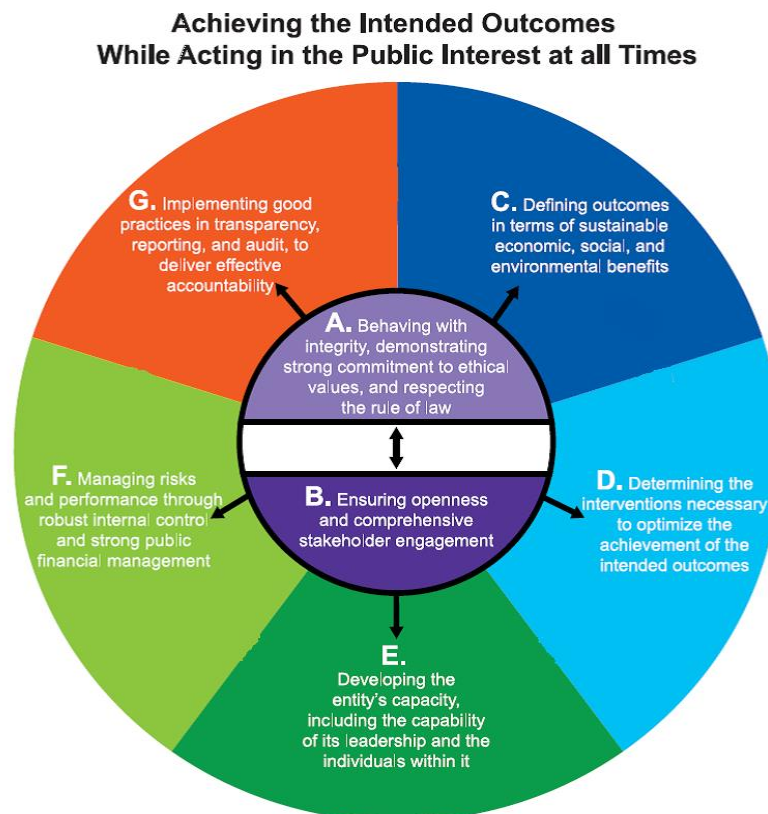 Achieving the Intended Outcomes
While Acting in the Public Interest at all Times
G. Implementing good
practices in transparency,
reporting, and audit, to
deliver effective
accountability
C. Defining outcomes
in terms of sustainable
economic, social, and
environmental benefits
A. Behaving with
integrity, demonstrating
strong commitment to ethical
values, and respecting
the rule of law
B. Ensuring openness
and comprehensive
stakeholder engagement
F. Managing risks
and performance through
robust internal control
and strong public
financial management
D. Determining the
interventions necessary
to optimize the
achievement of the
intended outcomes
E.
Developing the
entity's capacity,
including the capability
of its leadership and the
individuals within it